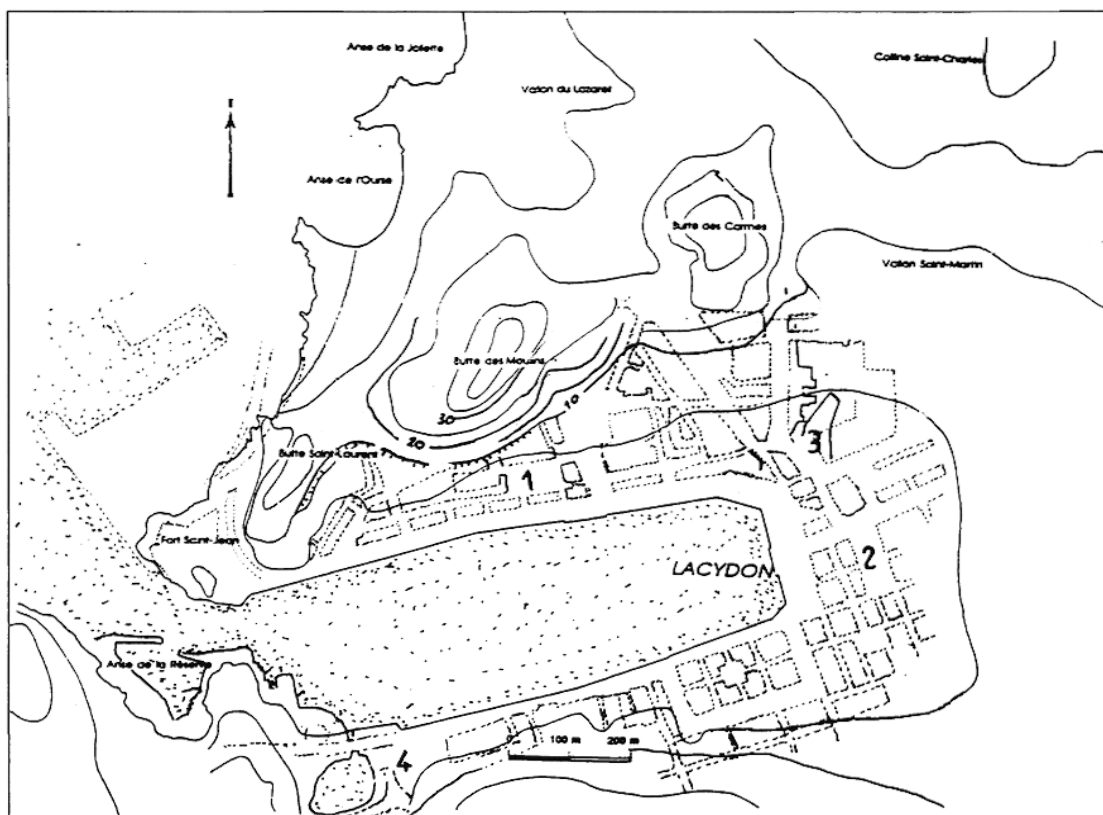 Anse de la Joliette
Colline Saint-Charles
Vallon du Lazaret
Anse de l'Ourse
Butte des Carmes
Vallon Saint-Martin
Butte des Moulins
30
20
10
Butte Saint-Laurent
3
1
Fort Saint-Jean
LACYDON
2
Anse de la Réserve
0
100 m
200 m
4